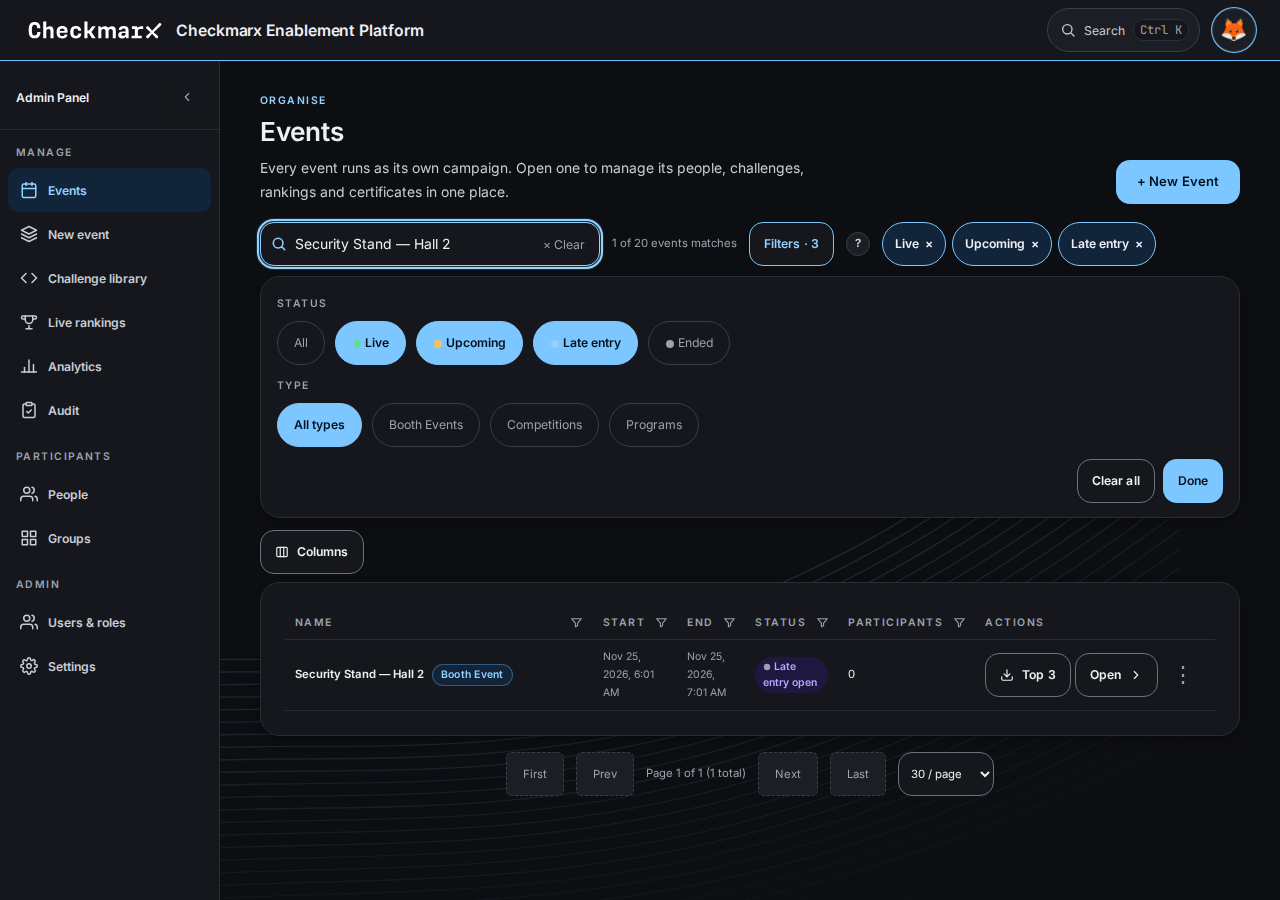 Checkmarx Checkmarx Enablement Platform Search Ctrl K
Admin Panel
MANAGE
Events
New event
Challenge library
Live rankings
Analytics
Audit
PARTICIPANTS
People
Groups
ADMIN
Users & roles
Settings
ORGANISE
Events
Every event runs as its own campaign. Open one to manage its people, challenges,
rankings and certificates in one place.
+ New Event
Security Stand — Hall 2 × Clear 1 of 20 events matches Filters · 3 ? Live × Upcoming × Late entry ×
STATUS
All Live Upcoming Late entry Ended
TYPE
All types Booth Events Competitions Programs
Clear all Done
Columns
NAME START END STATUS PARTICIPANTS ACTIONS
Security Stand — Hall 2 Booth Event
Nov 25,
2026, 6:01
AM
Nov 25,
2026,
7:01 AM
Late
entry open
0
Top 3 Open
First Prev Page 1 of 1 (1 total) Next Last 30 / page